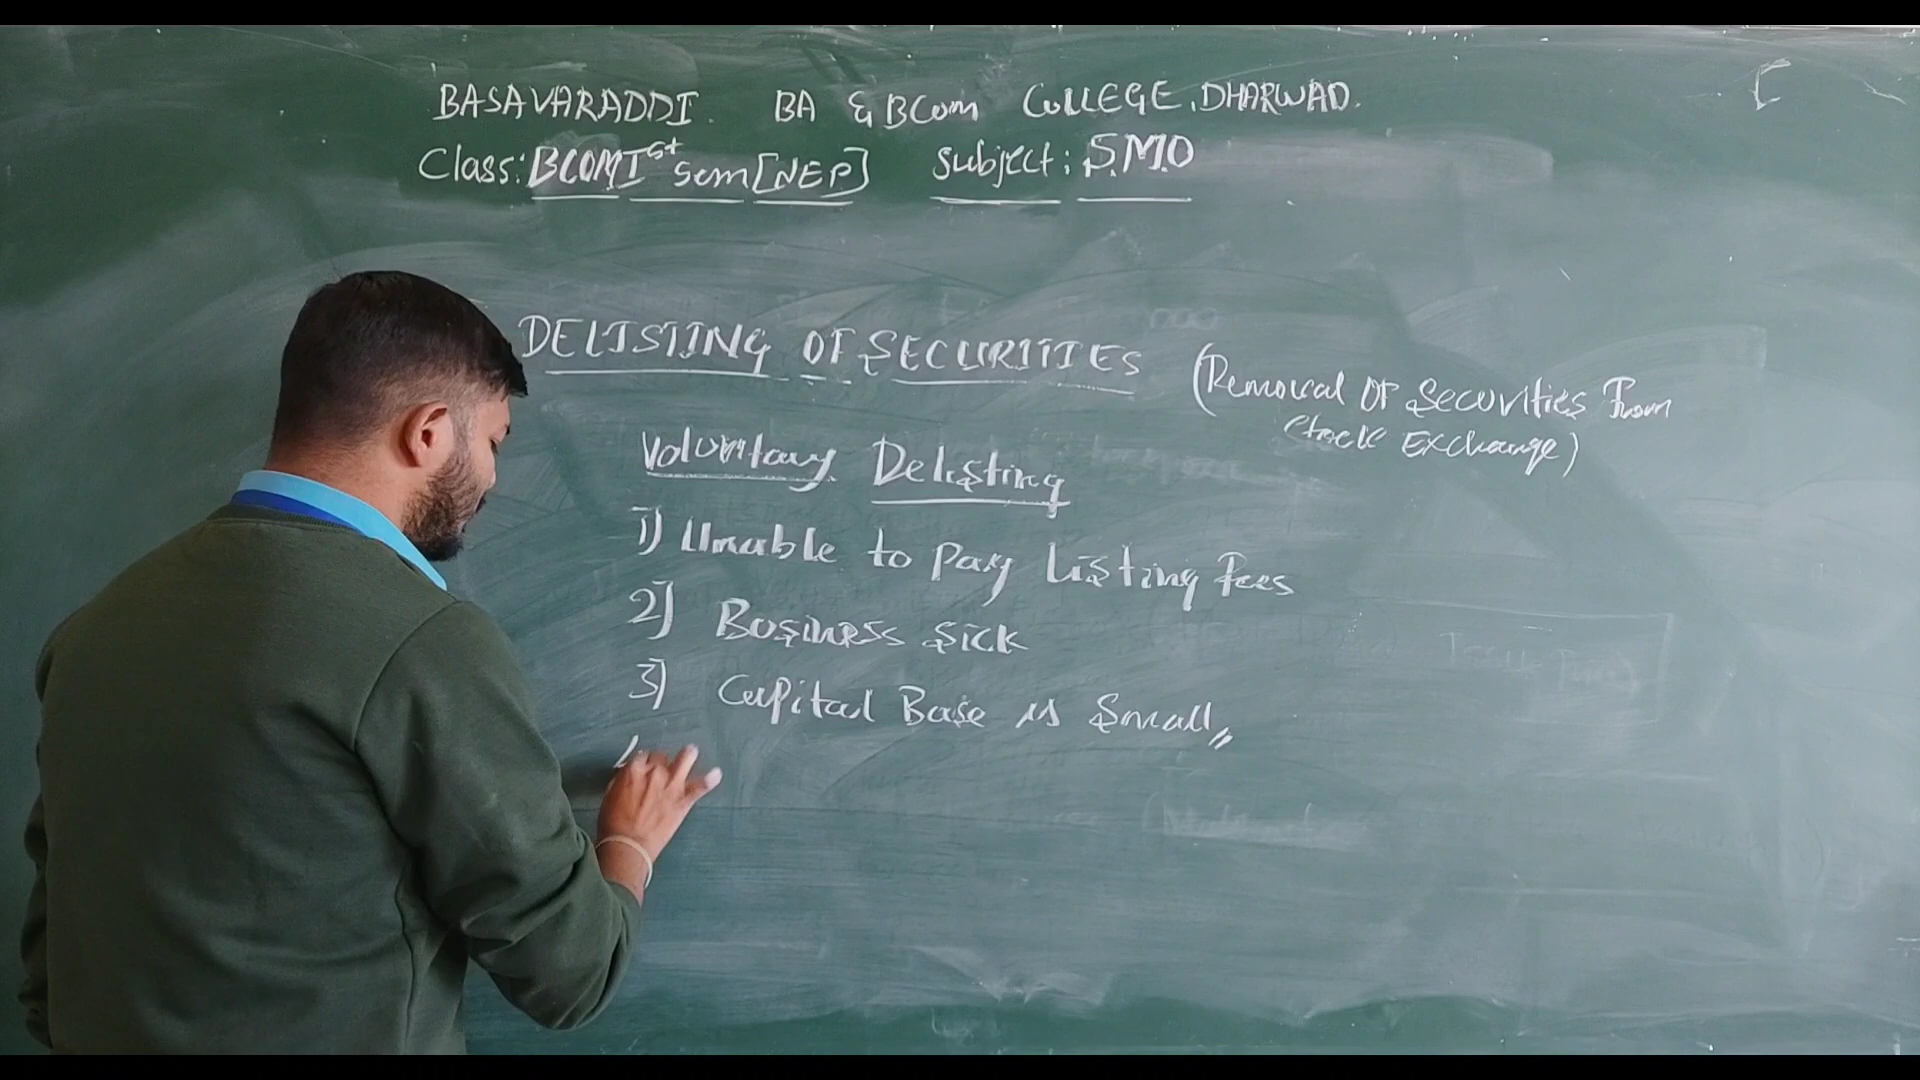 BASAVARADDI. BA & BCom COLLEGE, DHARWAD.
Class: BCOM Ist Sem [NEP] Subject: S.M.O
DELISTING OF SECURITIES (Removal OF Securities From
Stock Exchange)
Voluntary Delisting
1) Unable to Pay Listing Fees
2) Business Sick
3) Capital Base is Small,,